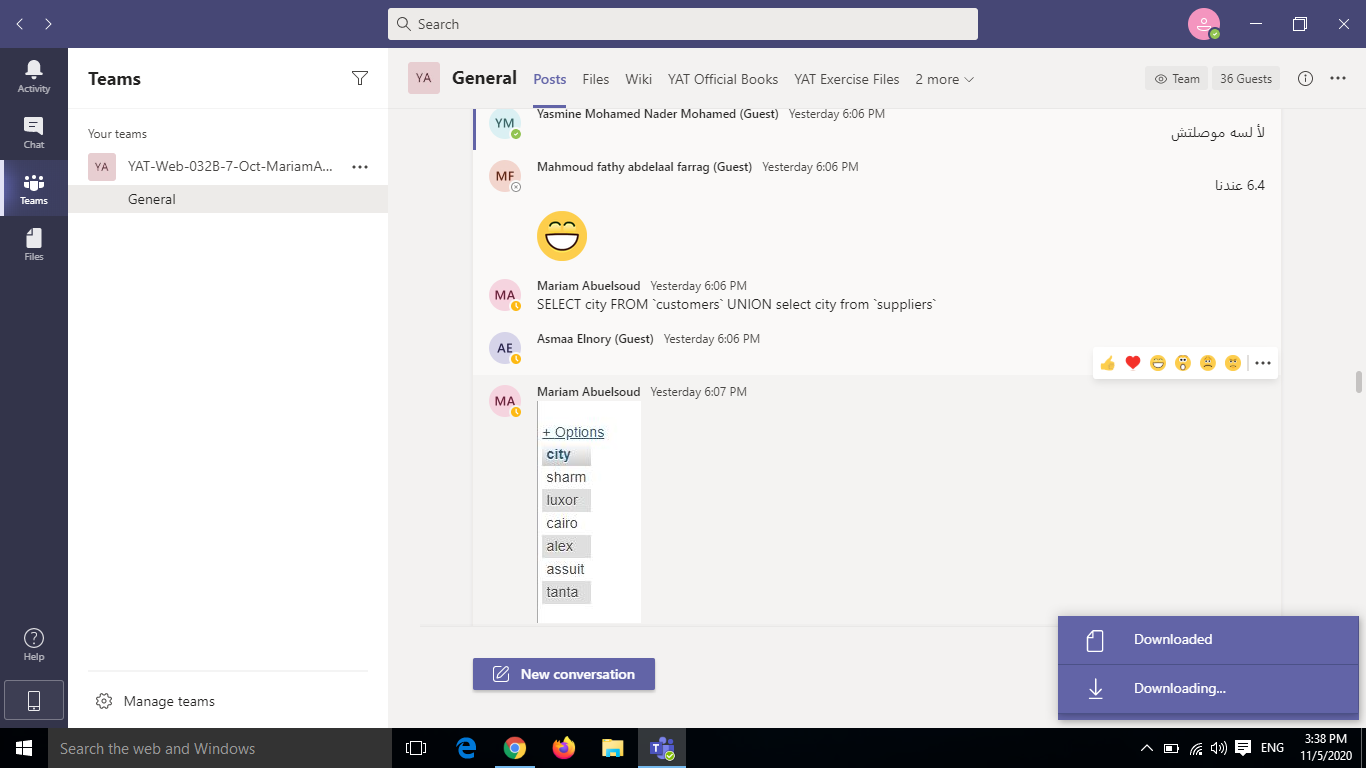 Search
Activity
Chat
Teams
Files
Help
Teams
Your teams
YA
YAT-Web-032B-7-Oct-MariamA...
General
Manage teams
YA
General
Posts
Files
Wiki
YAT Official Books
YAT Exercise Files
2 more
Team
36 Guests
YM
Yasmine Mohamed Nader Mohamed (Guest) Yesterday 6:06 PM
لأ لسه موصلتش
MF
Mahmoud fathy abdelaal farrag (Guest) Yesterday 6:06 PM
6.4 عندنا
MA
Mariam Abuelsoud Yesterday 6:06 PM
SELECT city FROM `customers` UNION select city from `suppliers`
AE
Asmaa Elnory (Guest) Yesterday 6:06 PM
MA
Mariam Abuelsoud Yesterday 6:07 PM
+ Options
city
sharm
luxor
cairo
alex
assuit
tanta
New conversation
Downloaded
Downloading...
Search the web and Windows
ENG
3:38 PM
11/5/2020